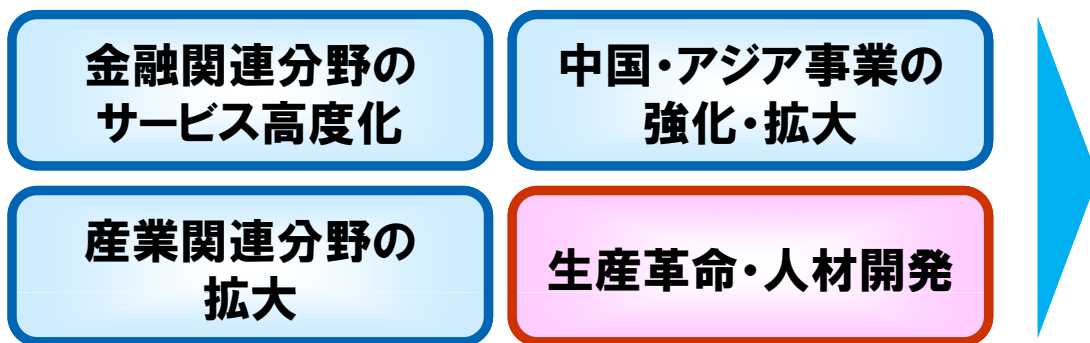 金融関連分野の
サービス高度化
中国・アジア事業の
強化・拡大
産業関連分野の
拡大
生産革命・人材開発